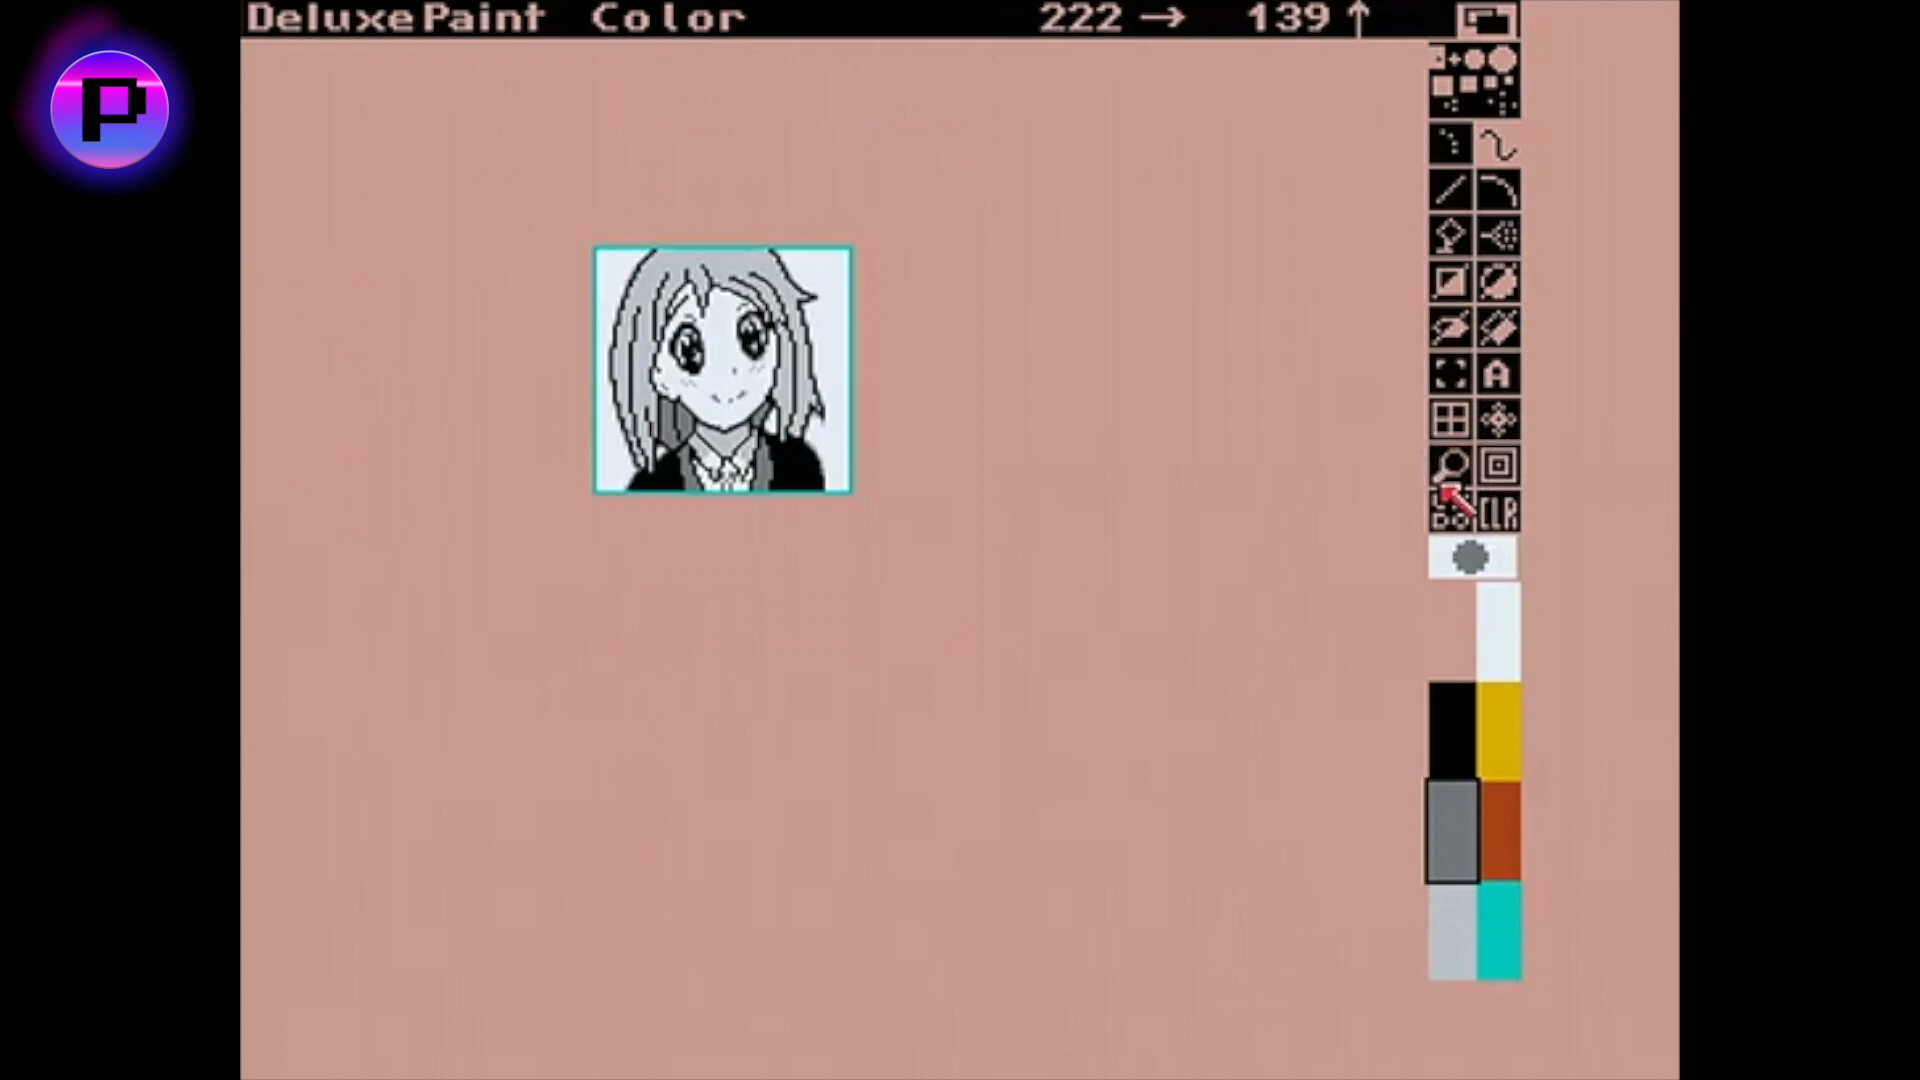 DeluxePaint Color 222 → 139 ↑
P
A
CLR